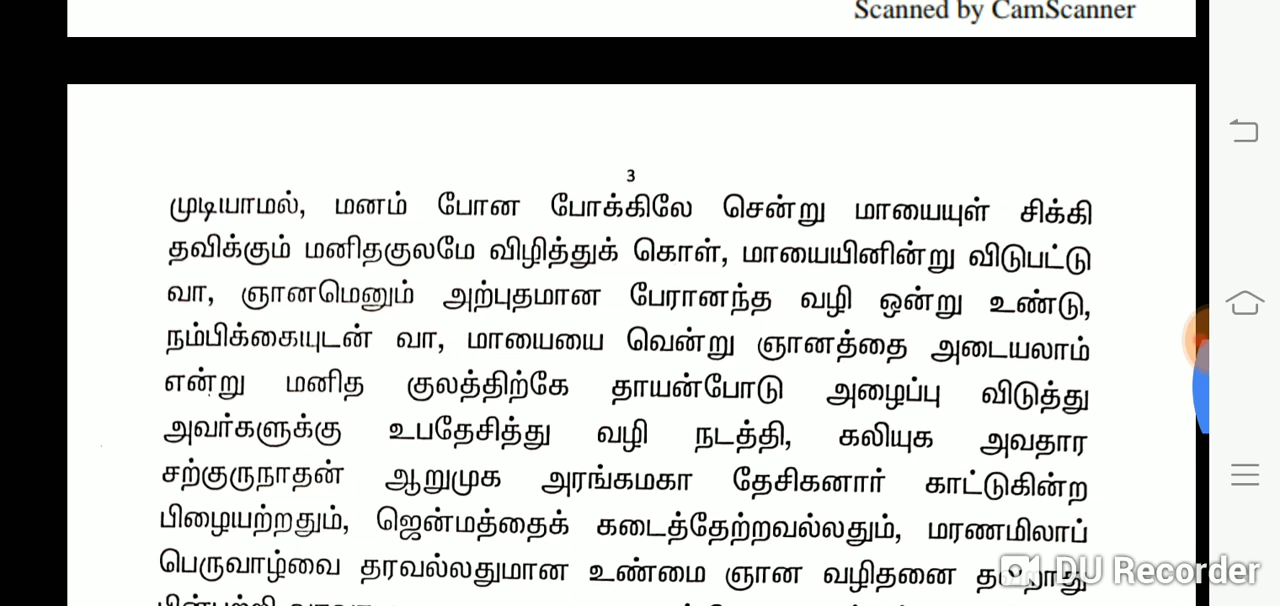 Scanned by CamScanner
3
முடியாமல், மனம் போன போக்கிலே சென்று மாயையுள் சிக்கி
தவிக்கும் மனிதகுலமே விழித்துக் கொள், மாயையினின்று விடுபட்டு
வா, ஞானமெனும் அற்புதமான பேரானந்த வழி ஒன்று உண்டு,
நம்பிக்கையுடன் வா, மாயையை வென்று ஞானத்தை அடையலாம்
என்று மனித குலத்திற்கே தாயன்போடு அழைப்பு விடுத்து
அவர்களுக்கு உபதேசித்து வழி நடத்தி, கலியுக அவதார
சற்குருநாதன் ஆறுமுக அரங்கமகா தேசிகனார் காட்டுகின்ற
பிழையற்றதும், ஜென்மத்தைக் கடைத்தேற்றவல்லதும், மரணமிலாப்
பெருவாழ்வை தரவல்லதுமான உண்மை ஞான வழிதனை
DU Recorder